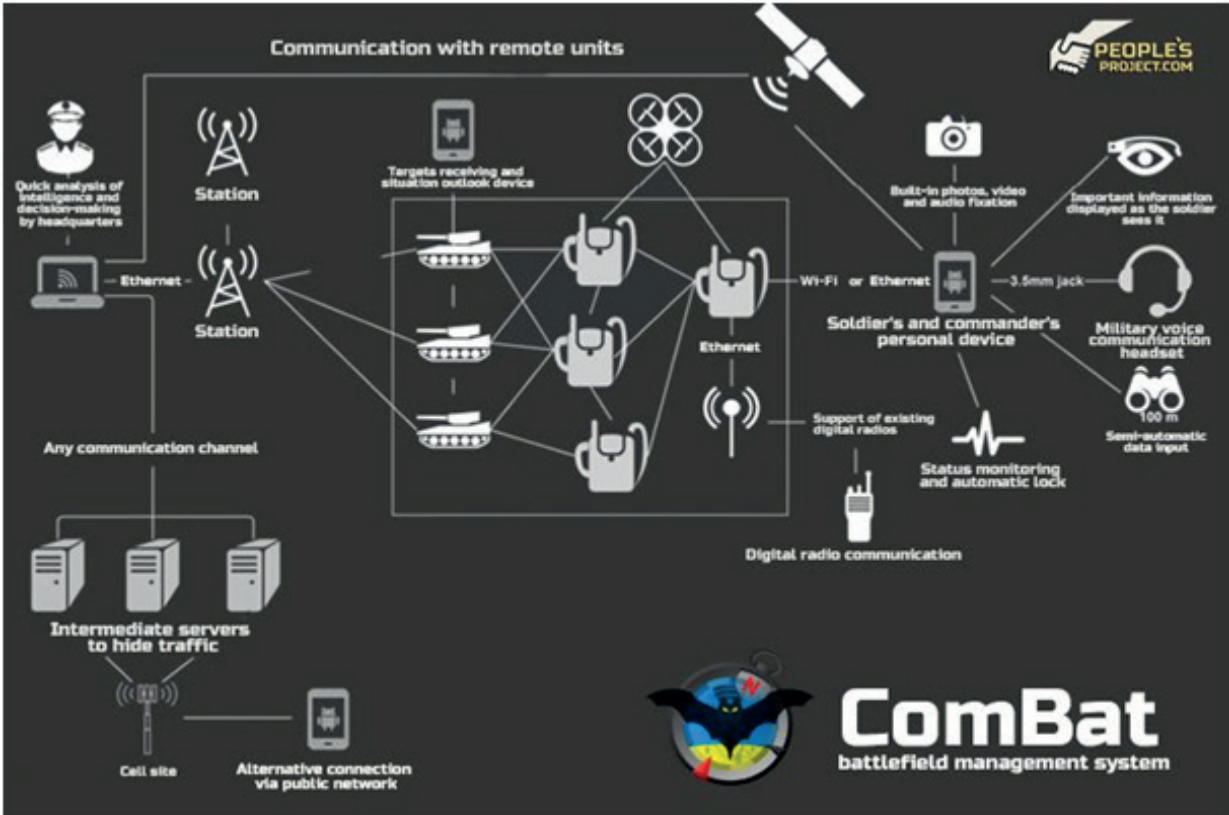 Communication with remote units
PEOPLE'S
PROJECT.COM
Quick analysis of
intelligence and
decision-making
by headquarters
Station
Targets receiving and
situation outlook device
Built-in photos, video
and audio fixation
Important information
displayed as the soldier
sees it
Ethernet
Station
Wi-Fi or Ethernet
3.5mm jack
Soldier's and commander's
personal device
Military voice
communication
headset
Ethernet
100 m
Semi-automatic
data input
Support of existing
digital radios
Status monitoring
and automatic lock
Any communication channel
Digital radio communication
Intermediate servers
to hide traffic
Cell site
Alternative connection
via public network
N
ComBat
battlefield management system